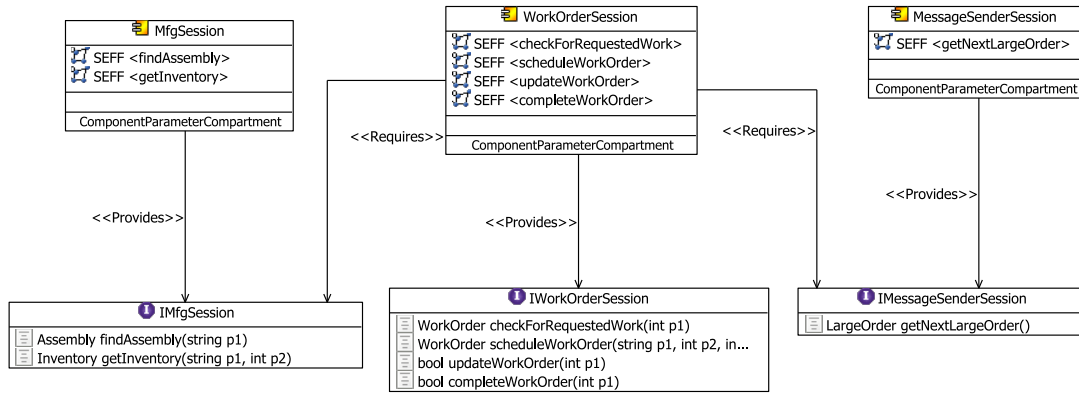 MfgSession
SEFF <findAssembly>
SEFF <getInventory>
ComponentParameterCompartment
WorkOrderSession
SEFF <checkForRequestedWork>
SEFF <scheduleWorkOrder>
SEFF <updateWorkOrder>
SEFF <completeWorkOrder>
ComponentParameterCompartment
MessageSenderSession
SEFF <getNextLargeOrder>
ComponentParameterCompartment
<<Requires>>
<<Requires>>
<<Provides>>
<<Provides>>
<<Provides>>
IMfgSession
Assembly findAssembly(string p1)
Inventory getInventory(string p1, int p2)
IWorkOrderSession
WorkOrder checkForRequestedWork(int p1)
WorkOrder scheduleWorkOrder(string p1, int p2, in...
bool updateWorkOrder(int p1)
bool completeWorkOrder(int p1)
IMessageSenderSession
LargeOrder getNextLargeOrder()